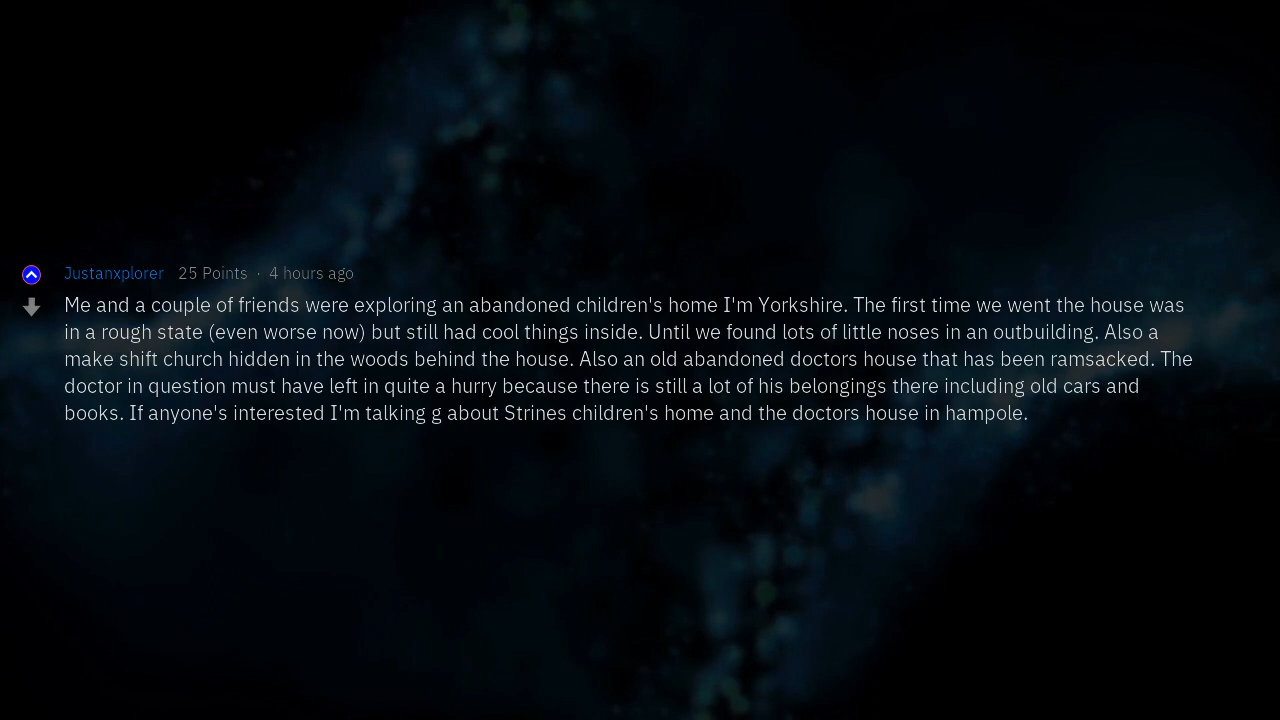 Justanxplorer 25 Points · 4 hours ago
Me and a couple of friends were exploring an abandoned children's home I'm Yorkshire. The first time we went the house was
in a rough state (even worse now) but still had cool things inside. Until we found lots of little noses in an outbuilding. Also a
make shift church hidden in the woods behind the house. Also an old abandoned doctors house that has been ramsacked. The
doctor in question must have left in quite a hurry because there is still a lot of his belongings there including old cars and
books. If anyone's interested I'm talking g about Strines children's home and the doctors house in hampole.